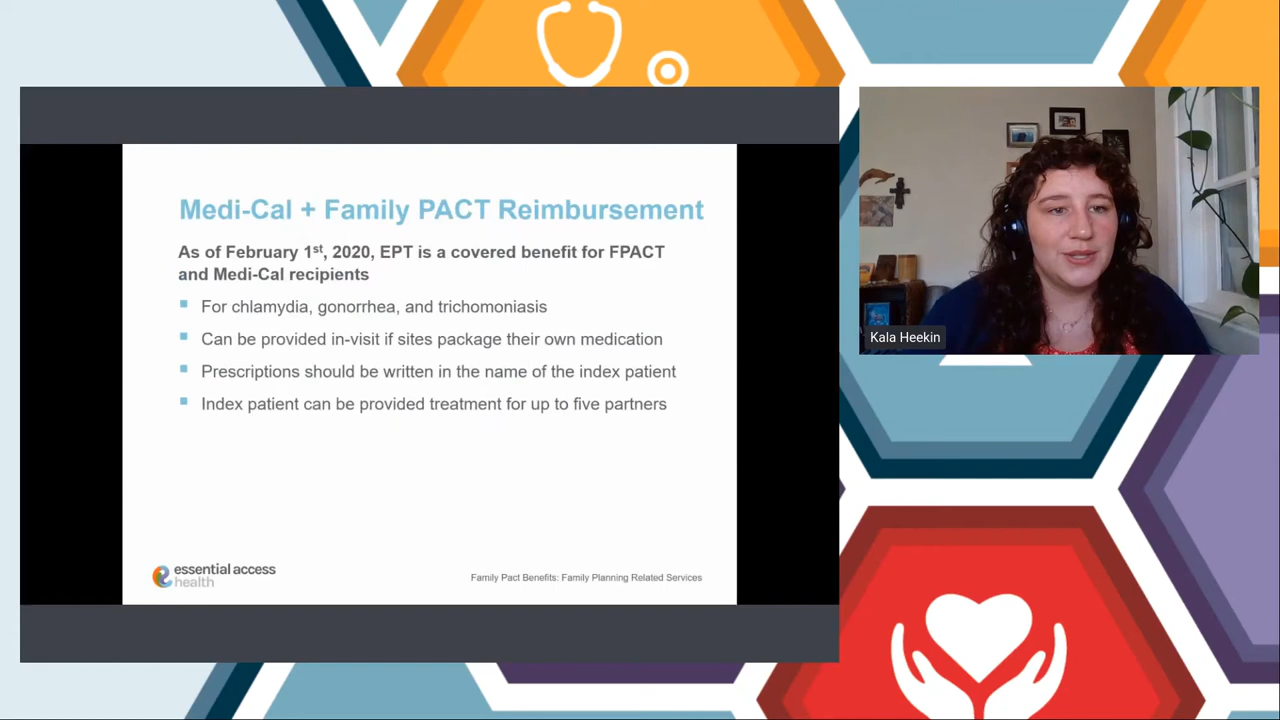 Medi-Cal + Family PACT Reimbursement
As of February 1st, 2020, EPT is a covered benefit for FPACT
and Medi-Cal recipients
For chlamydia, gonorrhea, and trichomoniasis
Can be provided in-visit if sites package their own medication
Prescriptions should be written in the name of the index patient
Index patient can be provided treatment for up to five partners
essential access
health
Family Pact Benefits: Family Planning Related Services
Kala Heekin